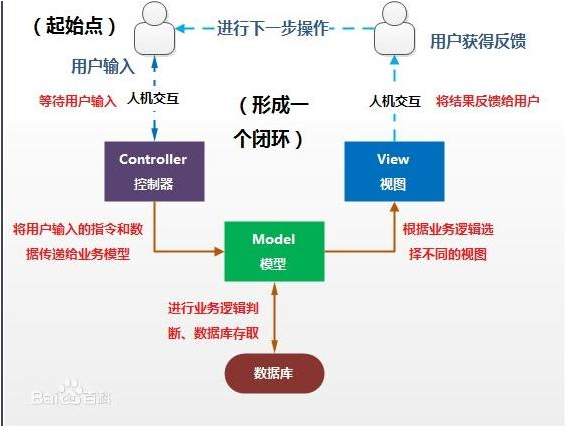 （起始点）
进行下一步操作
用户获得反馈
用户输入
等待用户输入
人机交互
（形成一
个闭环）
人机交互
将结果反馈给用户
Controller
控制器
View
视图
将用户输入的指令和数
据传递给业务模型
Model
模型
根据业务逻辑选
择不同的视图
进行业务逻辑判
断、数据库存取
数据库
Bai百科